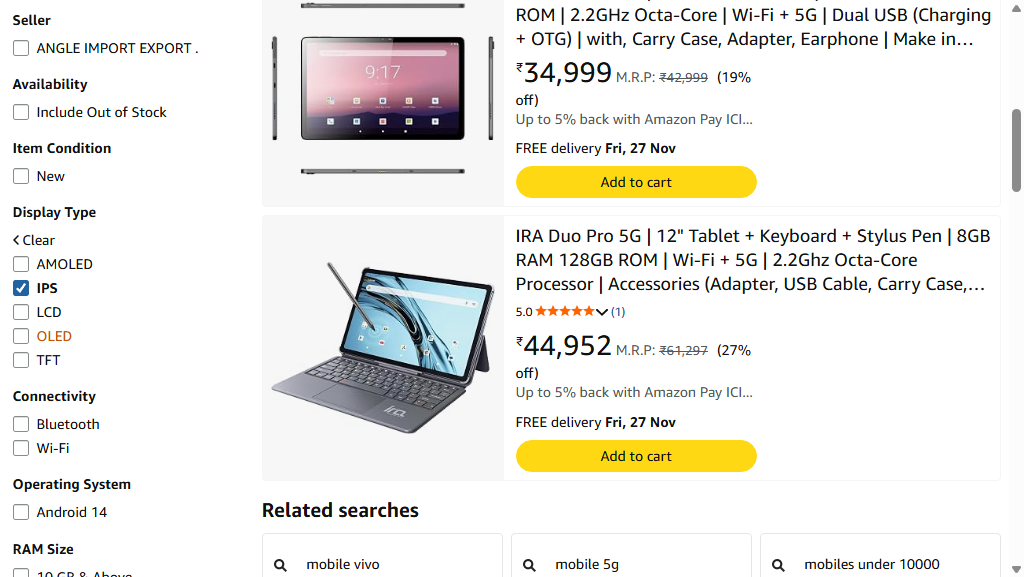 Seller
ANGLE IMPORT EXPORT .
Availability
Include Out of Stock
Item Condition
New
Display Type
Clear
AMOLED
IPS
LCD
OLED
TFT
Connectivity
Bluetooth
Wi-Fi
Operating System
Android 14
RAM Size
10 GB & Above
9:17
ROM | 2.2GHz Octa-Core | Wi-Fi + 5G | Dual USB (Charging
+ OTG) | with, Carry Case, Adapter, Earphone | Make in…
₹34,999 M.R.P: ₹42,999 (19%
off)
Up to 5% back with Amazon Pay ICI…
FREE delivery Fri, 27 Nov
Add to cart
ira
IRA Duo Pro 5G | 12" Tablet + Keyboard + Stylus Pen | 8GB
RAM 128GB ROM | Wi-Fi + 5G | 2.2Ghz Octa-Core
Processor | Accessories (Adapter, USB Cable, Carry Case,…
5.0 (1)
₹44,952 M.R.P: ₹61,297 (27%
off)
Up to 5% back with Amazon Pay ICI…
FREE delivery Fri, 27 Nov
Add to cart
Related searches
mobile vivo
mobile 5g
mobiles under 10000